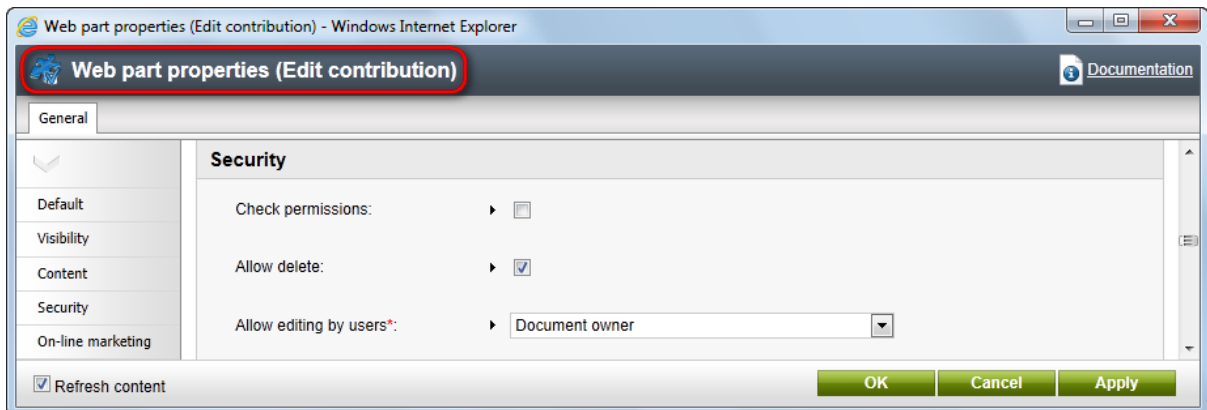 Web part properties (Edit contribution) - Windows Internet Explorer
Web part properties (Edit contribution)
Documentation
General
Security
Default
Check permissions:
Visibility
Content
Allow delete:
Security
Allow editing by users*: Document owner
On-line marketing
Refresh content
OK Cancel Apply